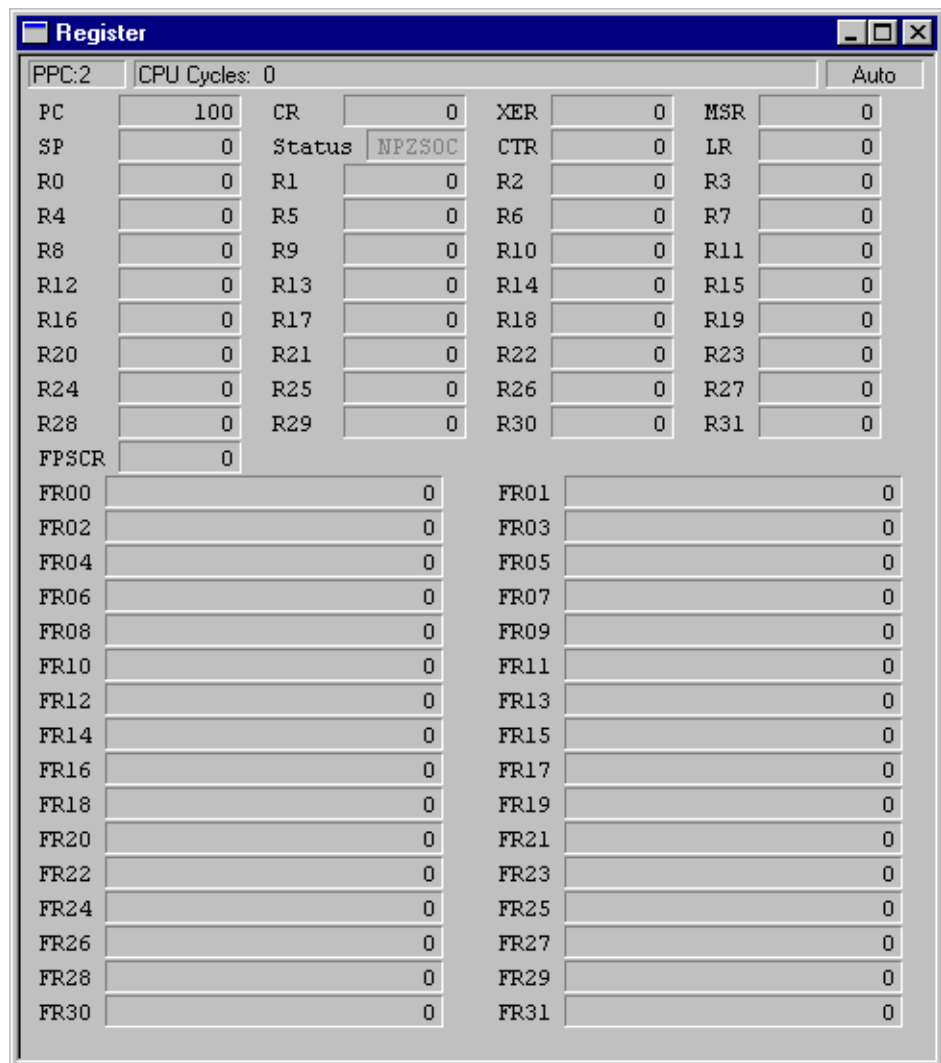 Register
PPC:2 CPU Cycles: 0 Auto
PC 100 CR 0 XER 0 MSR 0
SP 0 Status NPZSOC CTR 0 LR 0
R0 0 R1 0 R2 0 R3 0
R4 0 R5 0 R6 0 R7 0
R8 0 R9 0 R10 0 R11 0
R12 0 R13 0 R14 0 R15 0
R16 0 R17 0 R18 0 R19 0
R20 0 R21 0 R22 0 R23 0
R24 0 R25 0 R26 0 R27 0
R28 0 R29 0 R30 0 R31 0
FPSCR 0
FR00 0 FR01 0
FR02 0 FR03 0
FR04 0 FR05 0
FR06 0 FR07 0
FR08 0 FR09 0
FR10 0 FR11 0
FR12 0 FR13 0
FR14 0 FR15 0
FR16 0 FR17 0
FR18 0 FR19 0
FR20 0 FR21 0
FR22 0 FR23 0
FR24 0 FR25 0
FR26 0 FR27 0
FR28 0 FR29 0
FR30 0 FR31 0